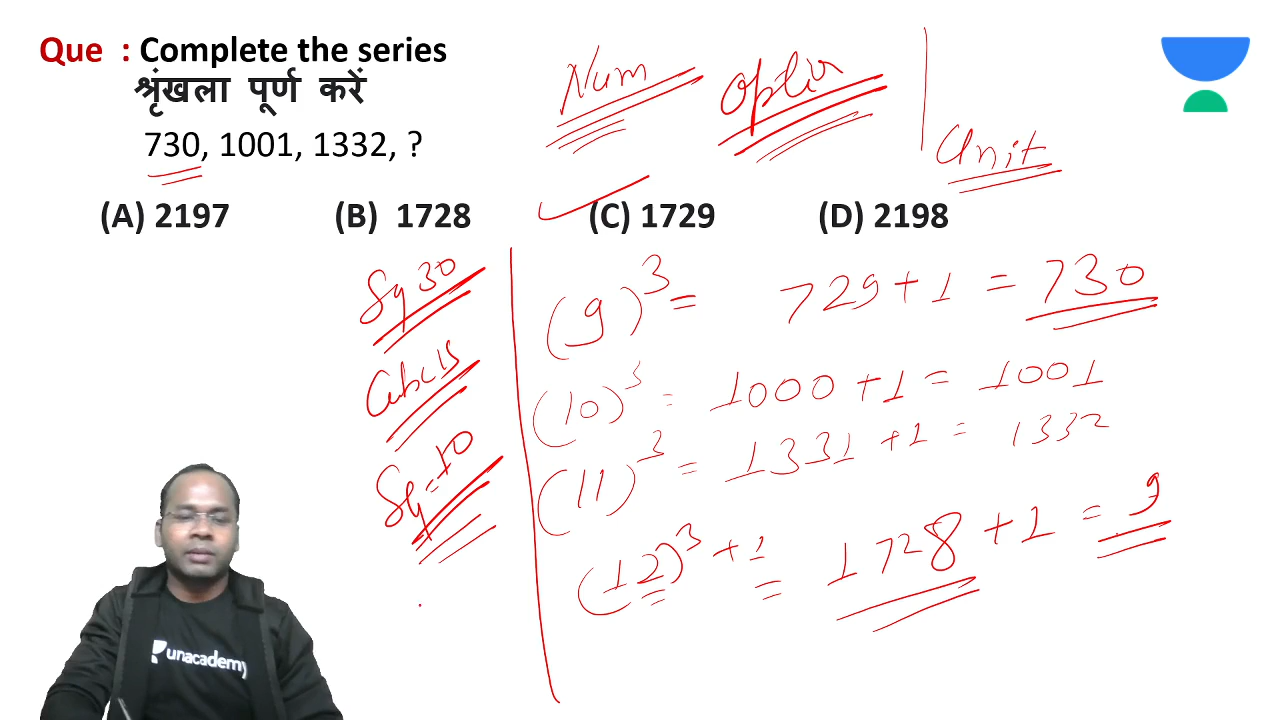 Que : Complete the series
श्रृंखला पूर्ण करें
730, 1001, 1332, ?
Num
Unit
(A) 2197 (B) 1728 (C) 1729 (D) 2198
Sq 30
(9)³ = 729 + 1 = 730
(10)³ = 1000 + 1 = 1001
(11)³ = 1331 + 1 = 1332
(12)³ + 1 = 1728 + 1 = 9
unacademy